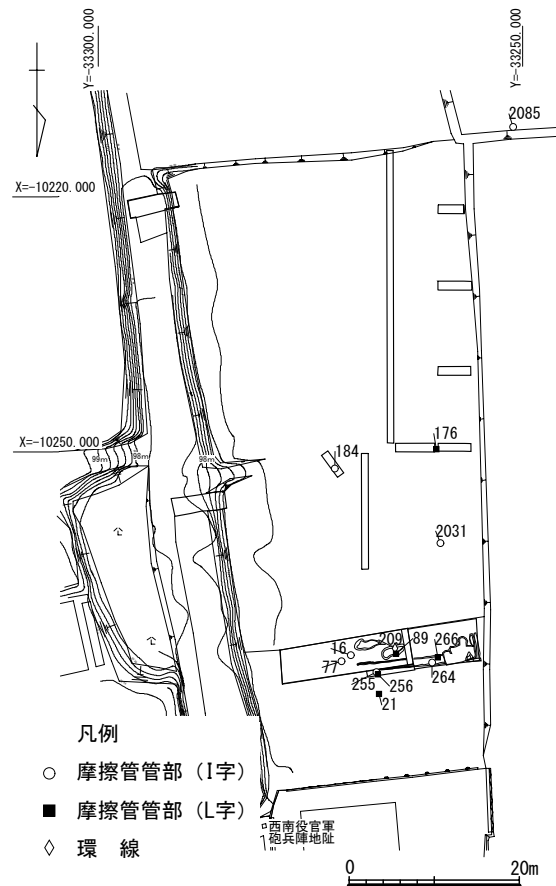 Y=-33300.000
Y=-33250.000
2085
X=-10220.000
X=-10250.000
99m
98m
98m
176
184
2031
16
209
89
266
77
255
256
264
21
凡例
○ 摩擦管管部（I字）
■ 摩擦管管部（L字）
◇ 環　線
西南役官軍
砲兵陣地址
0
20m